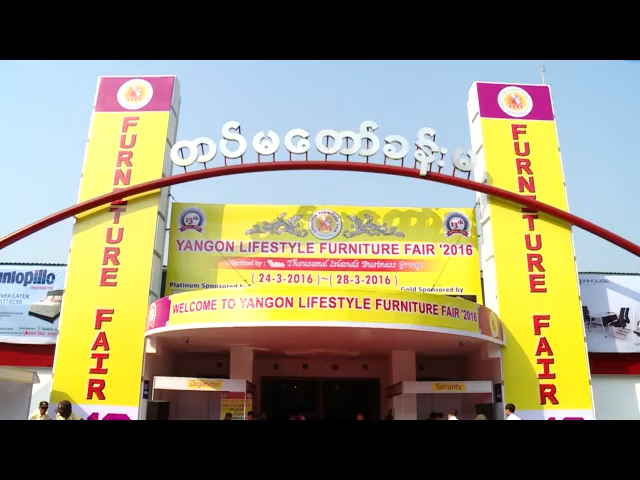 တပ်မတော်ခန်းမ
FURNITURE FAIR
FURNITURE FAIR
YANGON LIFESTYLE FURNITURE FAIR '2016
Organized by : Thousand Islands Business Group
( 24-3-2016 ) ~ ( 28-3-2016 )
Platinum Sponsored by
Gold Sponsored by
WELCOME TO YANGON LIFESTYLE FURNITURE FAIR '2016
Organizer
Security